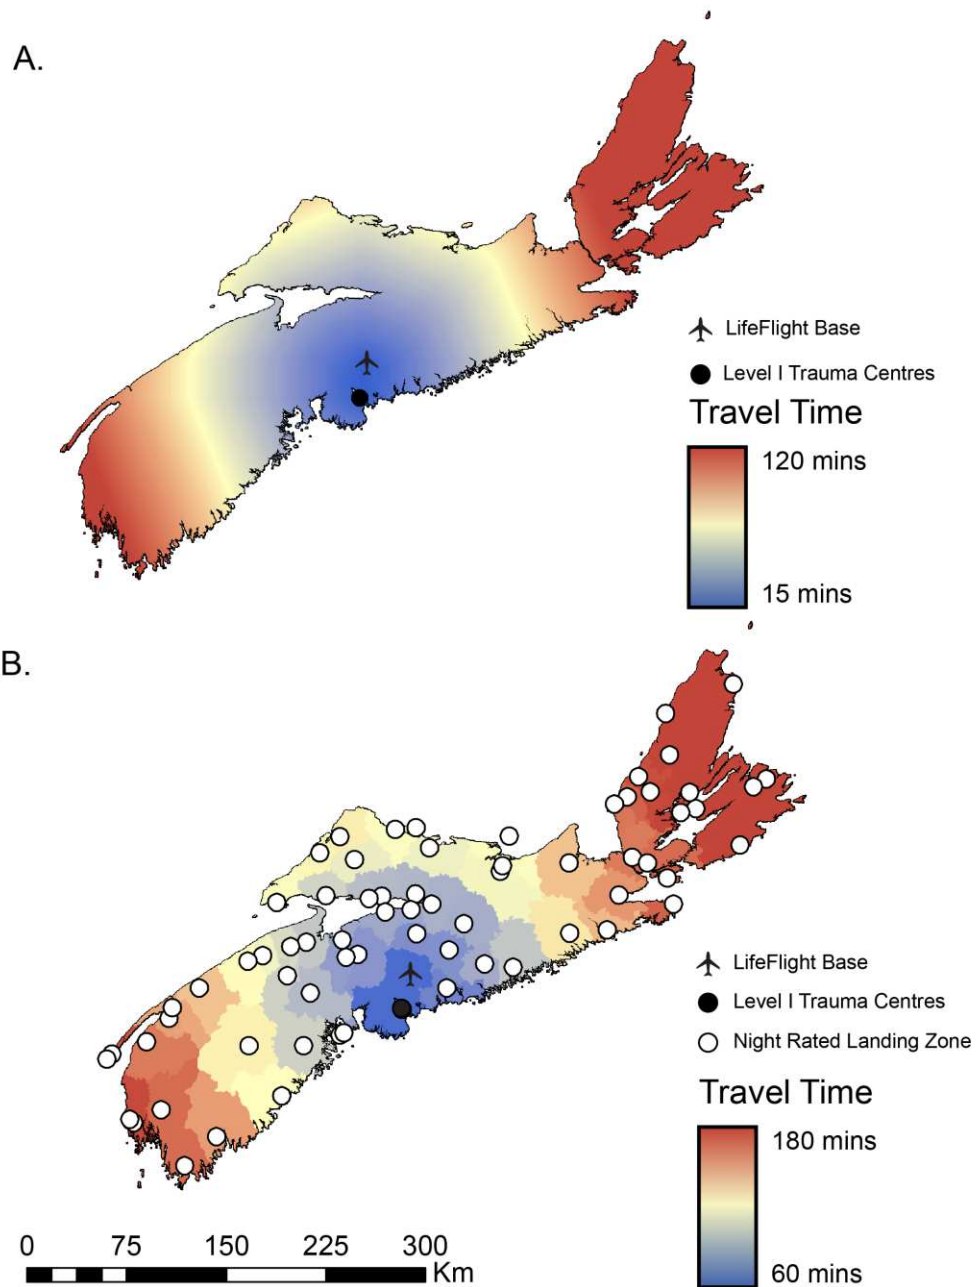 A.
LifeFlight Base
Level I Trauma Centres
Travel Time
120 mins
15 mins
B.
LifeFlight Base
Level I Trauma Centres
Night Rated Landing Zone
Travel Time
180 mins
60 mins
0 75 150 225 300
Km